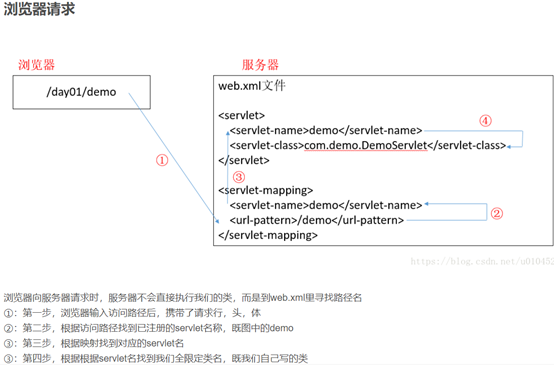 浏览器请求
浏览器
服务器
/day01/demo
web.xml文件
<servlet>
<servlet-name>demo</servlet-name>
④
<servlet-class>com.demo.DemoServlet</servlet-class>
①
</servlet>
③
<servlet-mapping>
<servlet-name>demo</servlet-name>
②
<url-pattern>/demo</url-pattern>
</servlet-mapping>
https://blog.csdn.net/u010452
浏览器向服务器请求时，服务器不会直接执行我们的类，而是到web.xml里寻找路径名
①：第一步，浏览器输入访问路径后，携带了请求行，头，体
②：第二步，根据访问路径找到已注册的servlet名称，既图中的demo
③：第三步，根据映射找到对应的servlet名
③：第四步，根据根据servlet名找到我们全限定类名，既我们自己写的类